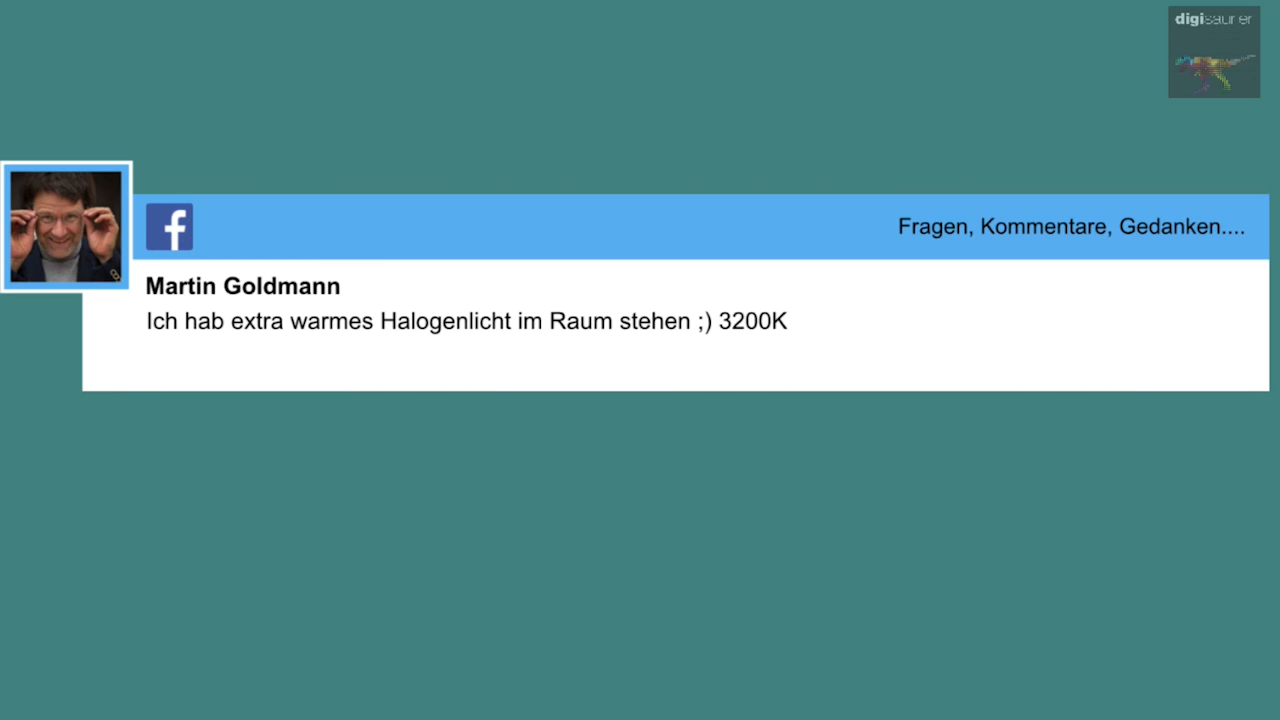 digisaurier
Fragen, Kommentare, Gedanken....
Martin Goldmann
Ich hab extra warmes Halogenlicht im Raum stehen ;) 3200K